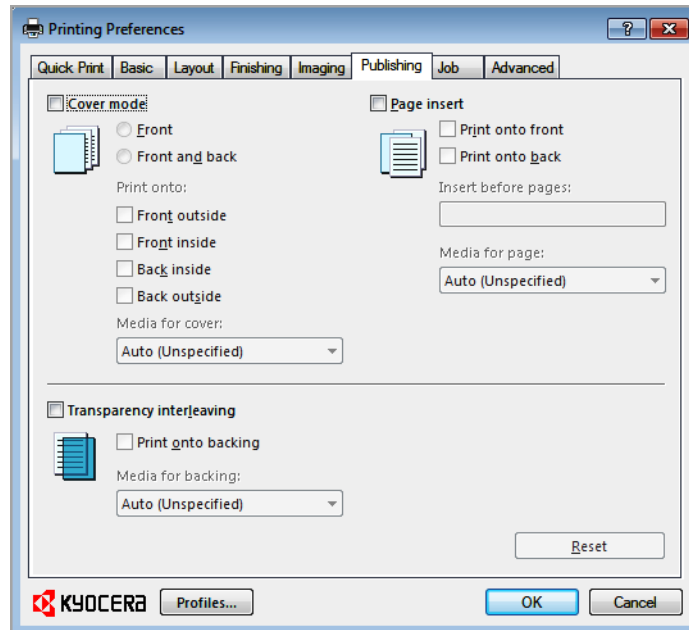 Printing Preferences
Quick Print Basic Layout Finishing Imaging Publishing Job Advanced
Cover mode
Front
Front and back
Print onto:
Front outside
Front inside
Back inside
Back outside
Media for cover:
Auto (Unspecified)
Page insert
Print onto front
Print onto back
Insert before pages:
Media for page:
Auto (Unspecified)
Transparency interleaving
Print onto backing
Media for backing:
Auto (Unspecified)
Reset
KYOCERA Profiles... OK Cancel